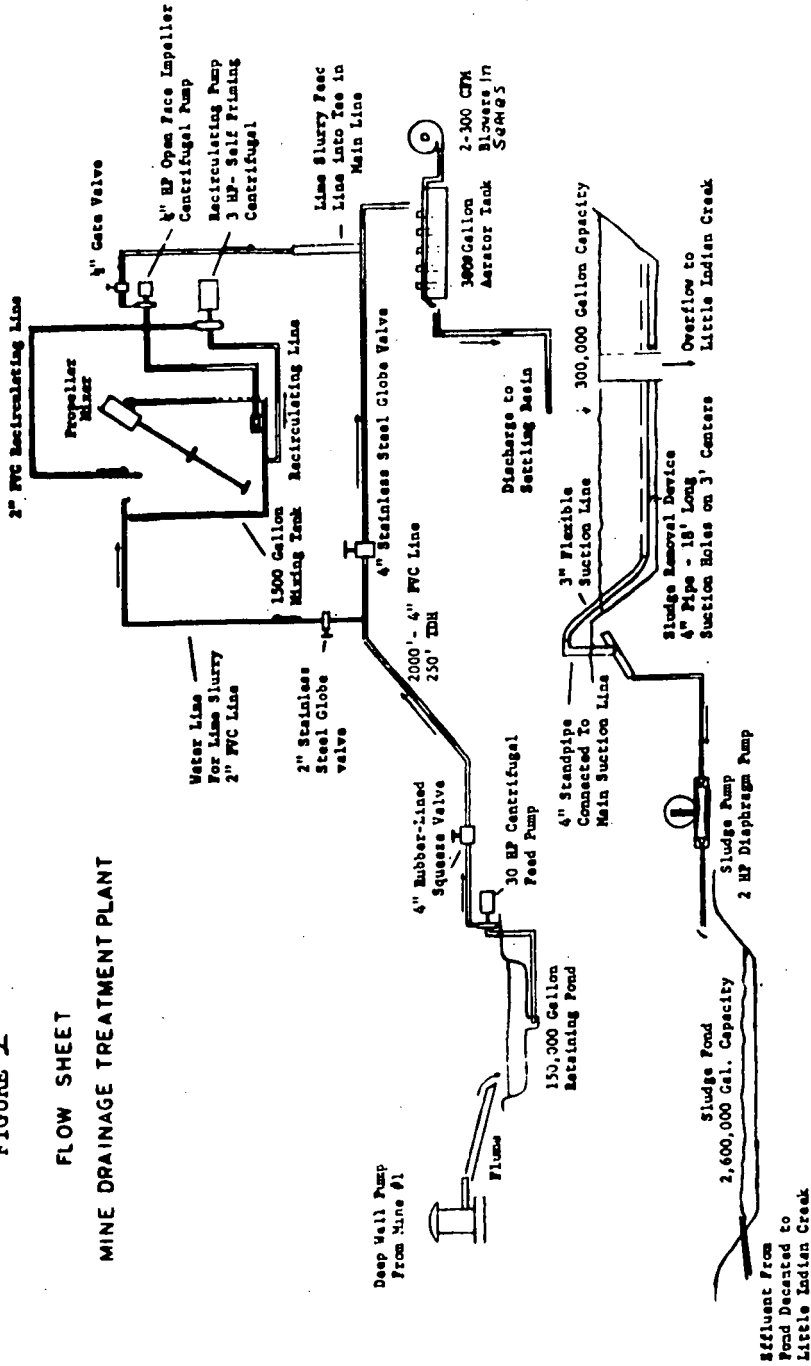 FIGURE
FLOW SHEET
MINE DRAINAGE TREATMENT PLANT
2" PVC Recirculating Line
Propeller
Mixer
1500 Gallon
Mixing Tank
Recirculating Line
½" Gate Valve
HP Open Face Impeller
Centrifugal Pump
Recirculating Pump
3 HP- Self Priming
Centrifugal
Water Line
For Lime Slurry
2" PVC Line
Lime Slurry Feed
Line into Tee in
Main Line
2" Stainless
Steel Globe
Valve
4" Stainless Steel Globe Valve
2000'- 4" PVC Line
250' TDH
Gallon
Aerator Tank
2-300 CFM
Blowers in
Series
Discharge to
Settling Basin
4" Rubber-Lined
Squeeze Valve
30 HP Centrifugal
Feed Pump
150,000 Gallon
Retaining Pond
Flume
Deep Well Pump
From Mine #1
300,000 Gallon Capacity
3" Flexible
Suction Line
4" Standpipe
Connected To
Main Suction Line
Sludge Removal Device
4" Pipe - 18' Long
Suction Holes on 3' Centers
Overflow to
Little Indian Creek
Sludge Pump
2 HP Diaphragm Pump
Sludge Pond
2,600,000 Gal. Capacity
Effluent From
Pond Decanted to
Little Indian Creek